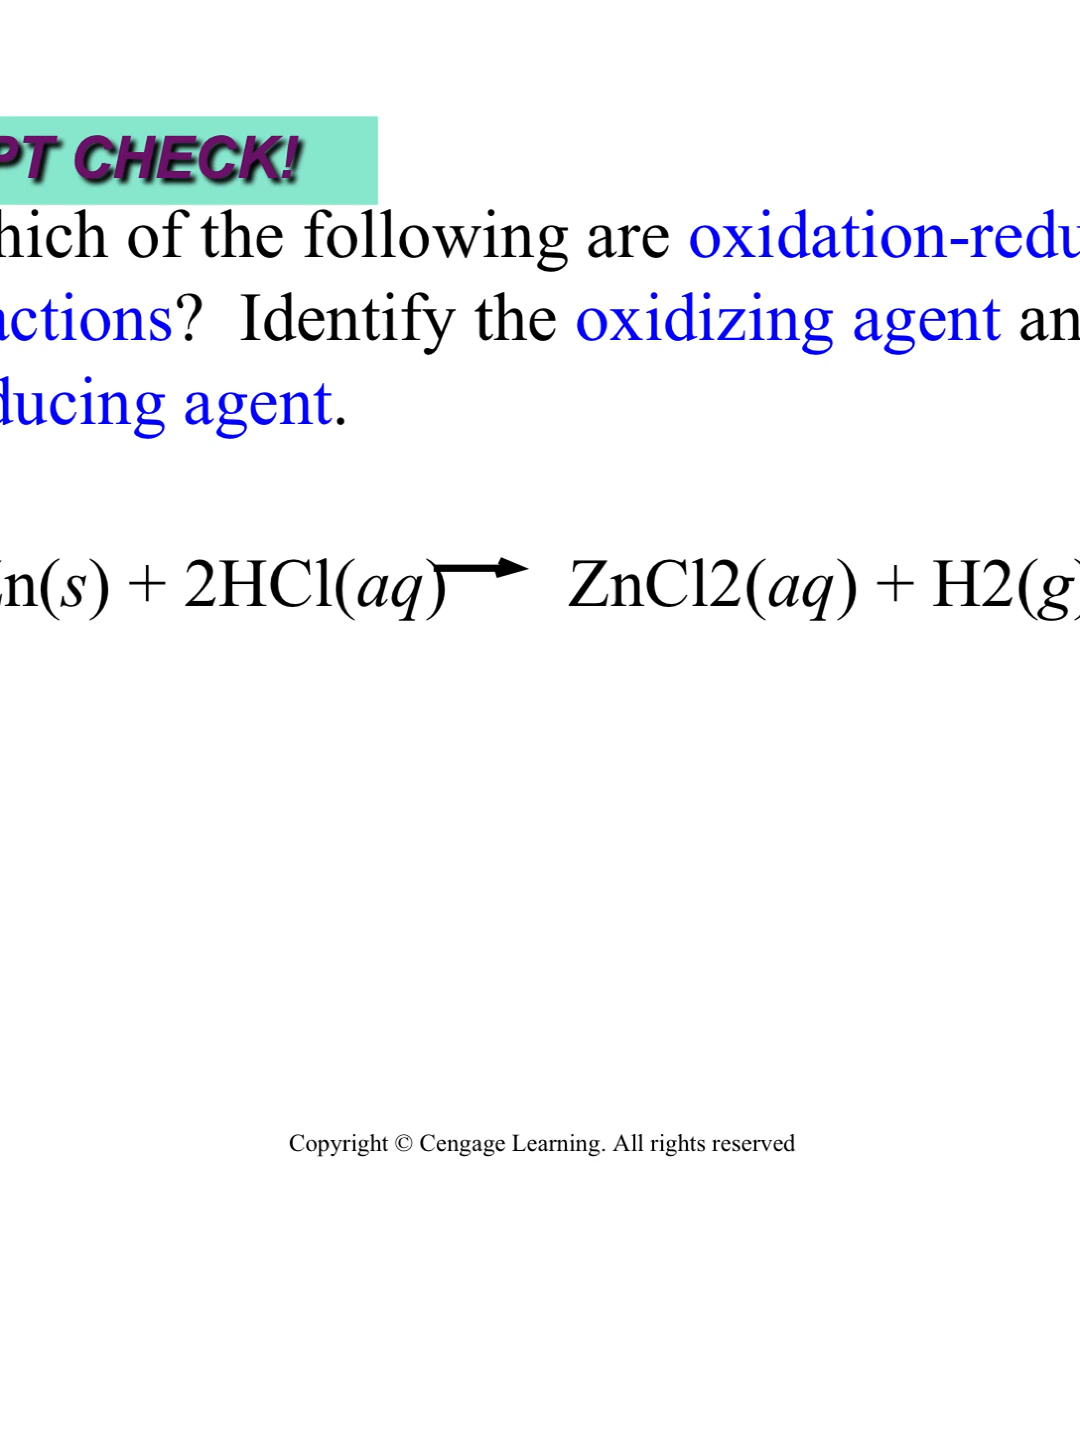 PT CHECK!
hich of the following are oxidation-redu
actions? Identify the oxidizing agent an
ducing agent.
Zn(s) + 2HCl(aq) → ZnCl2(aq) + H2(g)
Copyright © Cengage Learning. All rights reserved